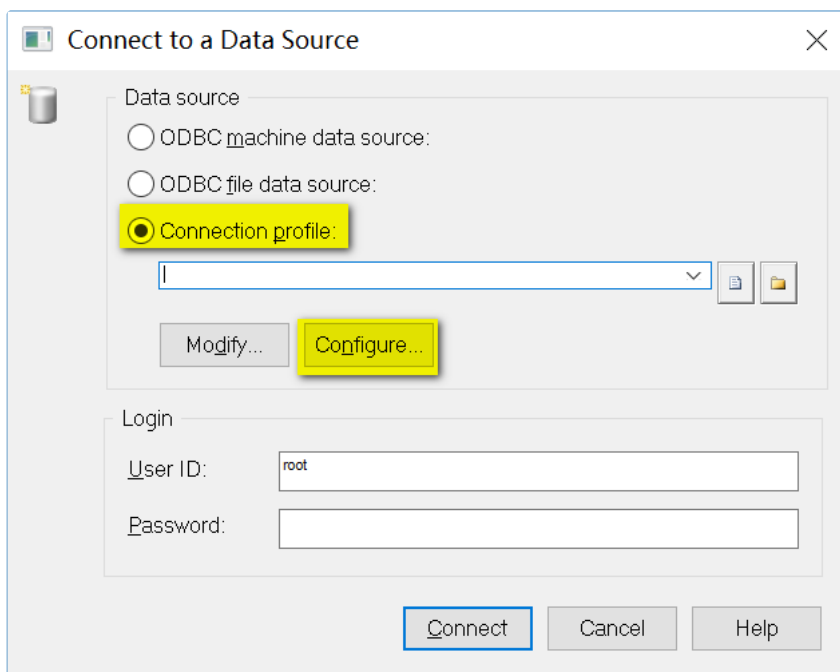 Connect to a Data Source
Data source
ODBC machine data source:
ODBC file data source:
Connection profile:
Modify... Configure...
Login
User ID: root
Password:
Connect Cancel Help